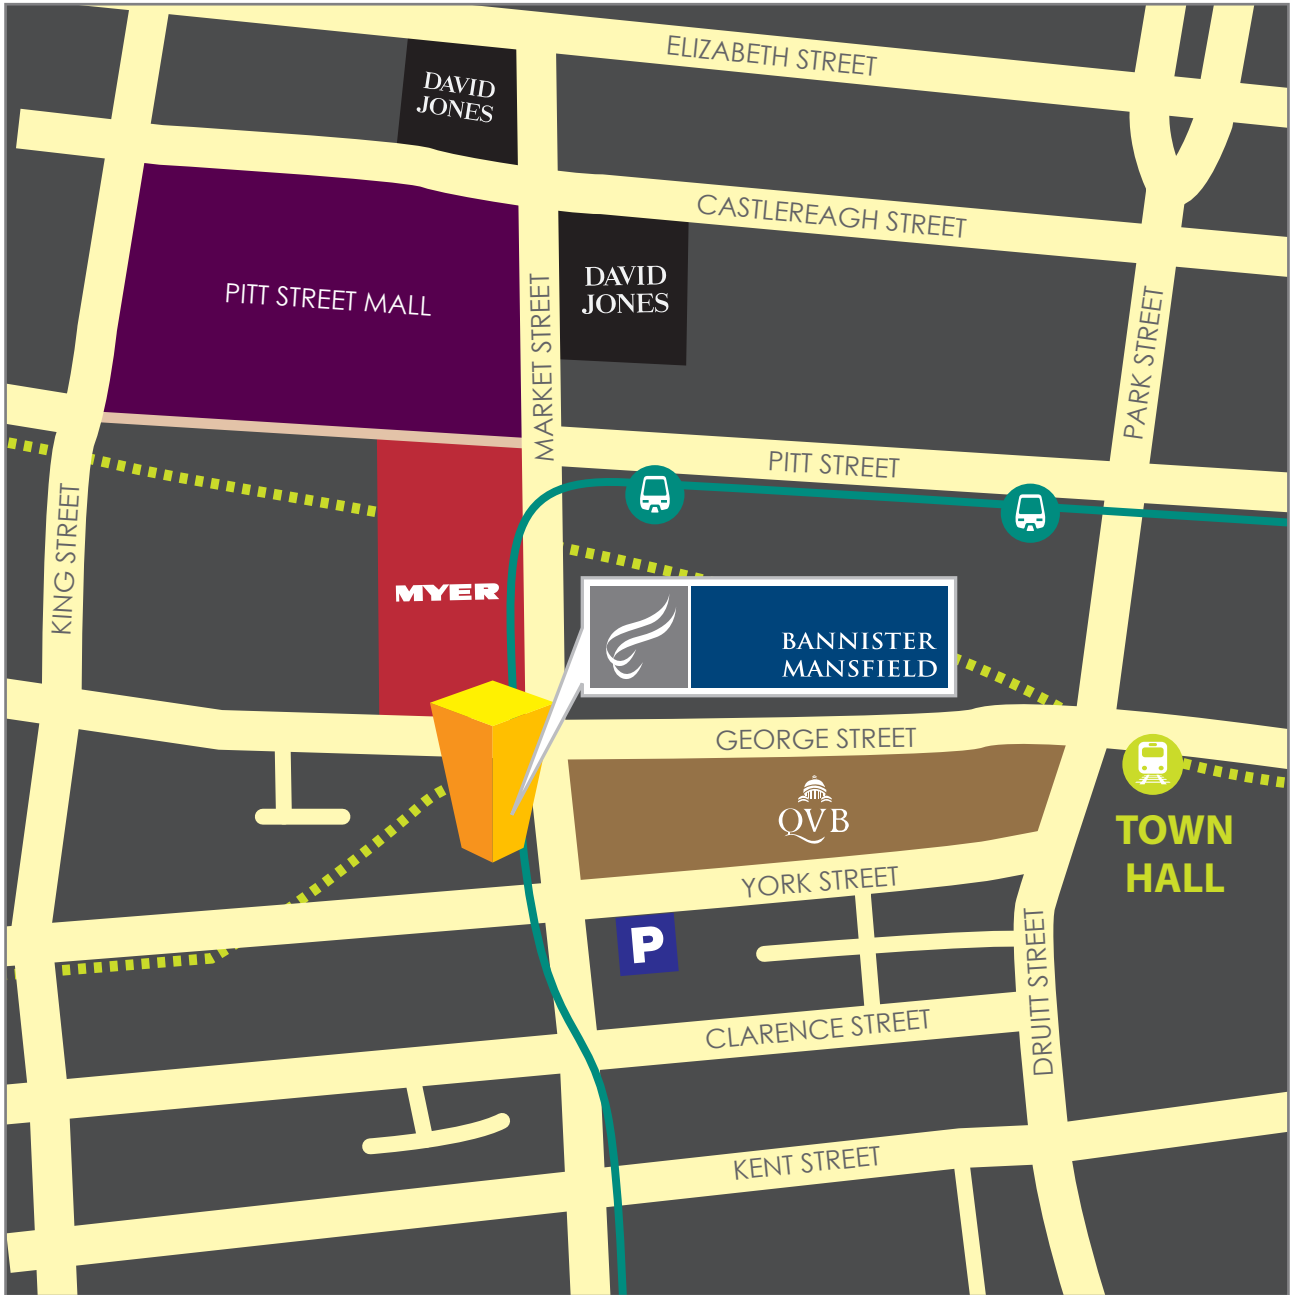 ELIZABETH STREET
DAVID
JONES
CASTLEREAGH STREET
DAVID
JONES
PITT STREET MALL
MARKET STREET
PARK STREET
PITT STREET
KING STREET
MYER
BANNISTER
MANSFIELD
GEORGE STREET
QVB
TOWN
HALL
YORK STREET
P
DRUITT STREET
CLARENCE STREET
KENT STREET